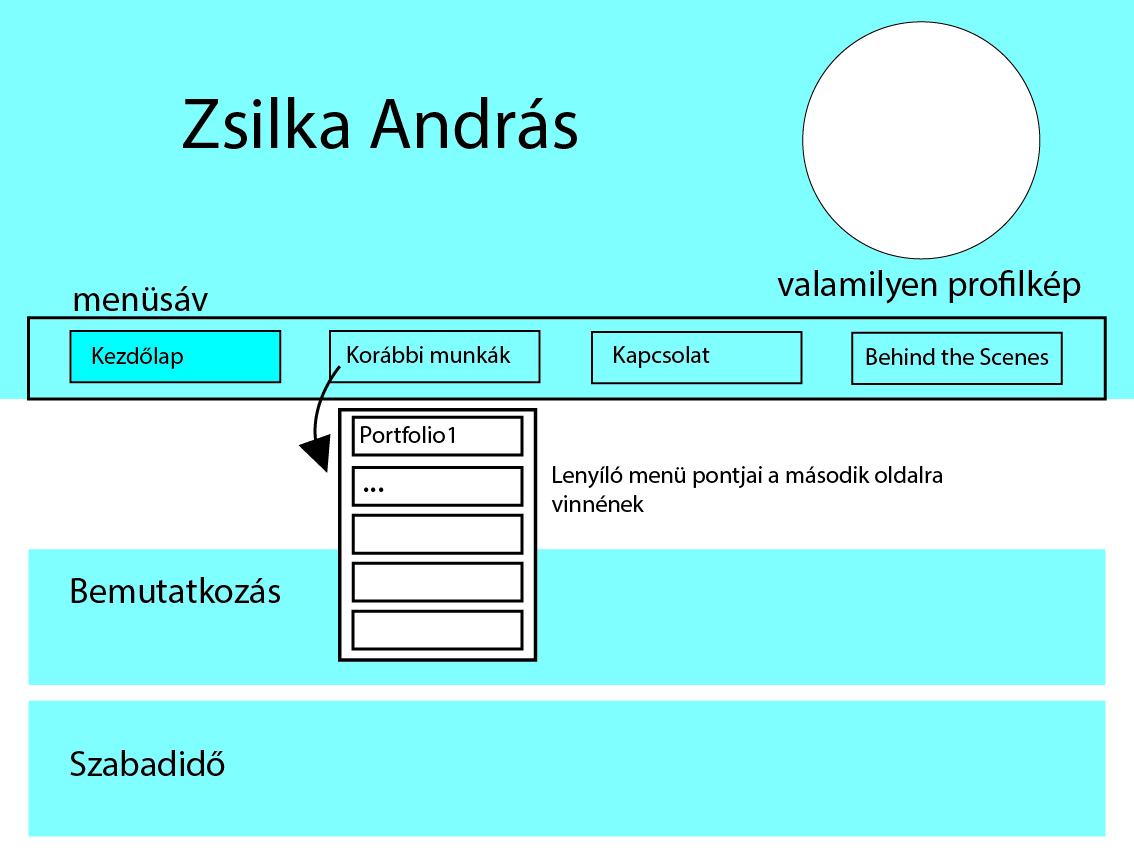 Zsilka András
valamilyen profilkép
menüsáv
Kezdőlap
Korábbi munkák
Kapcsolat
Behind the Scenes
Portfolio1
...
Lenyíló menü pontjai a második oldalra
vinnének
Bemutatkozás
Szabadidő